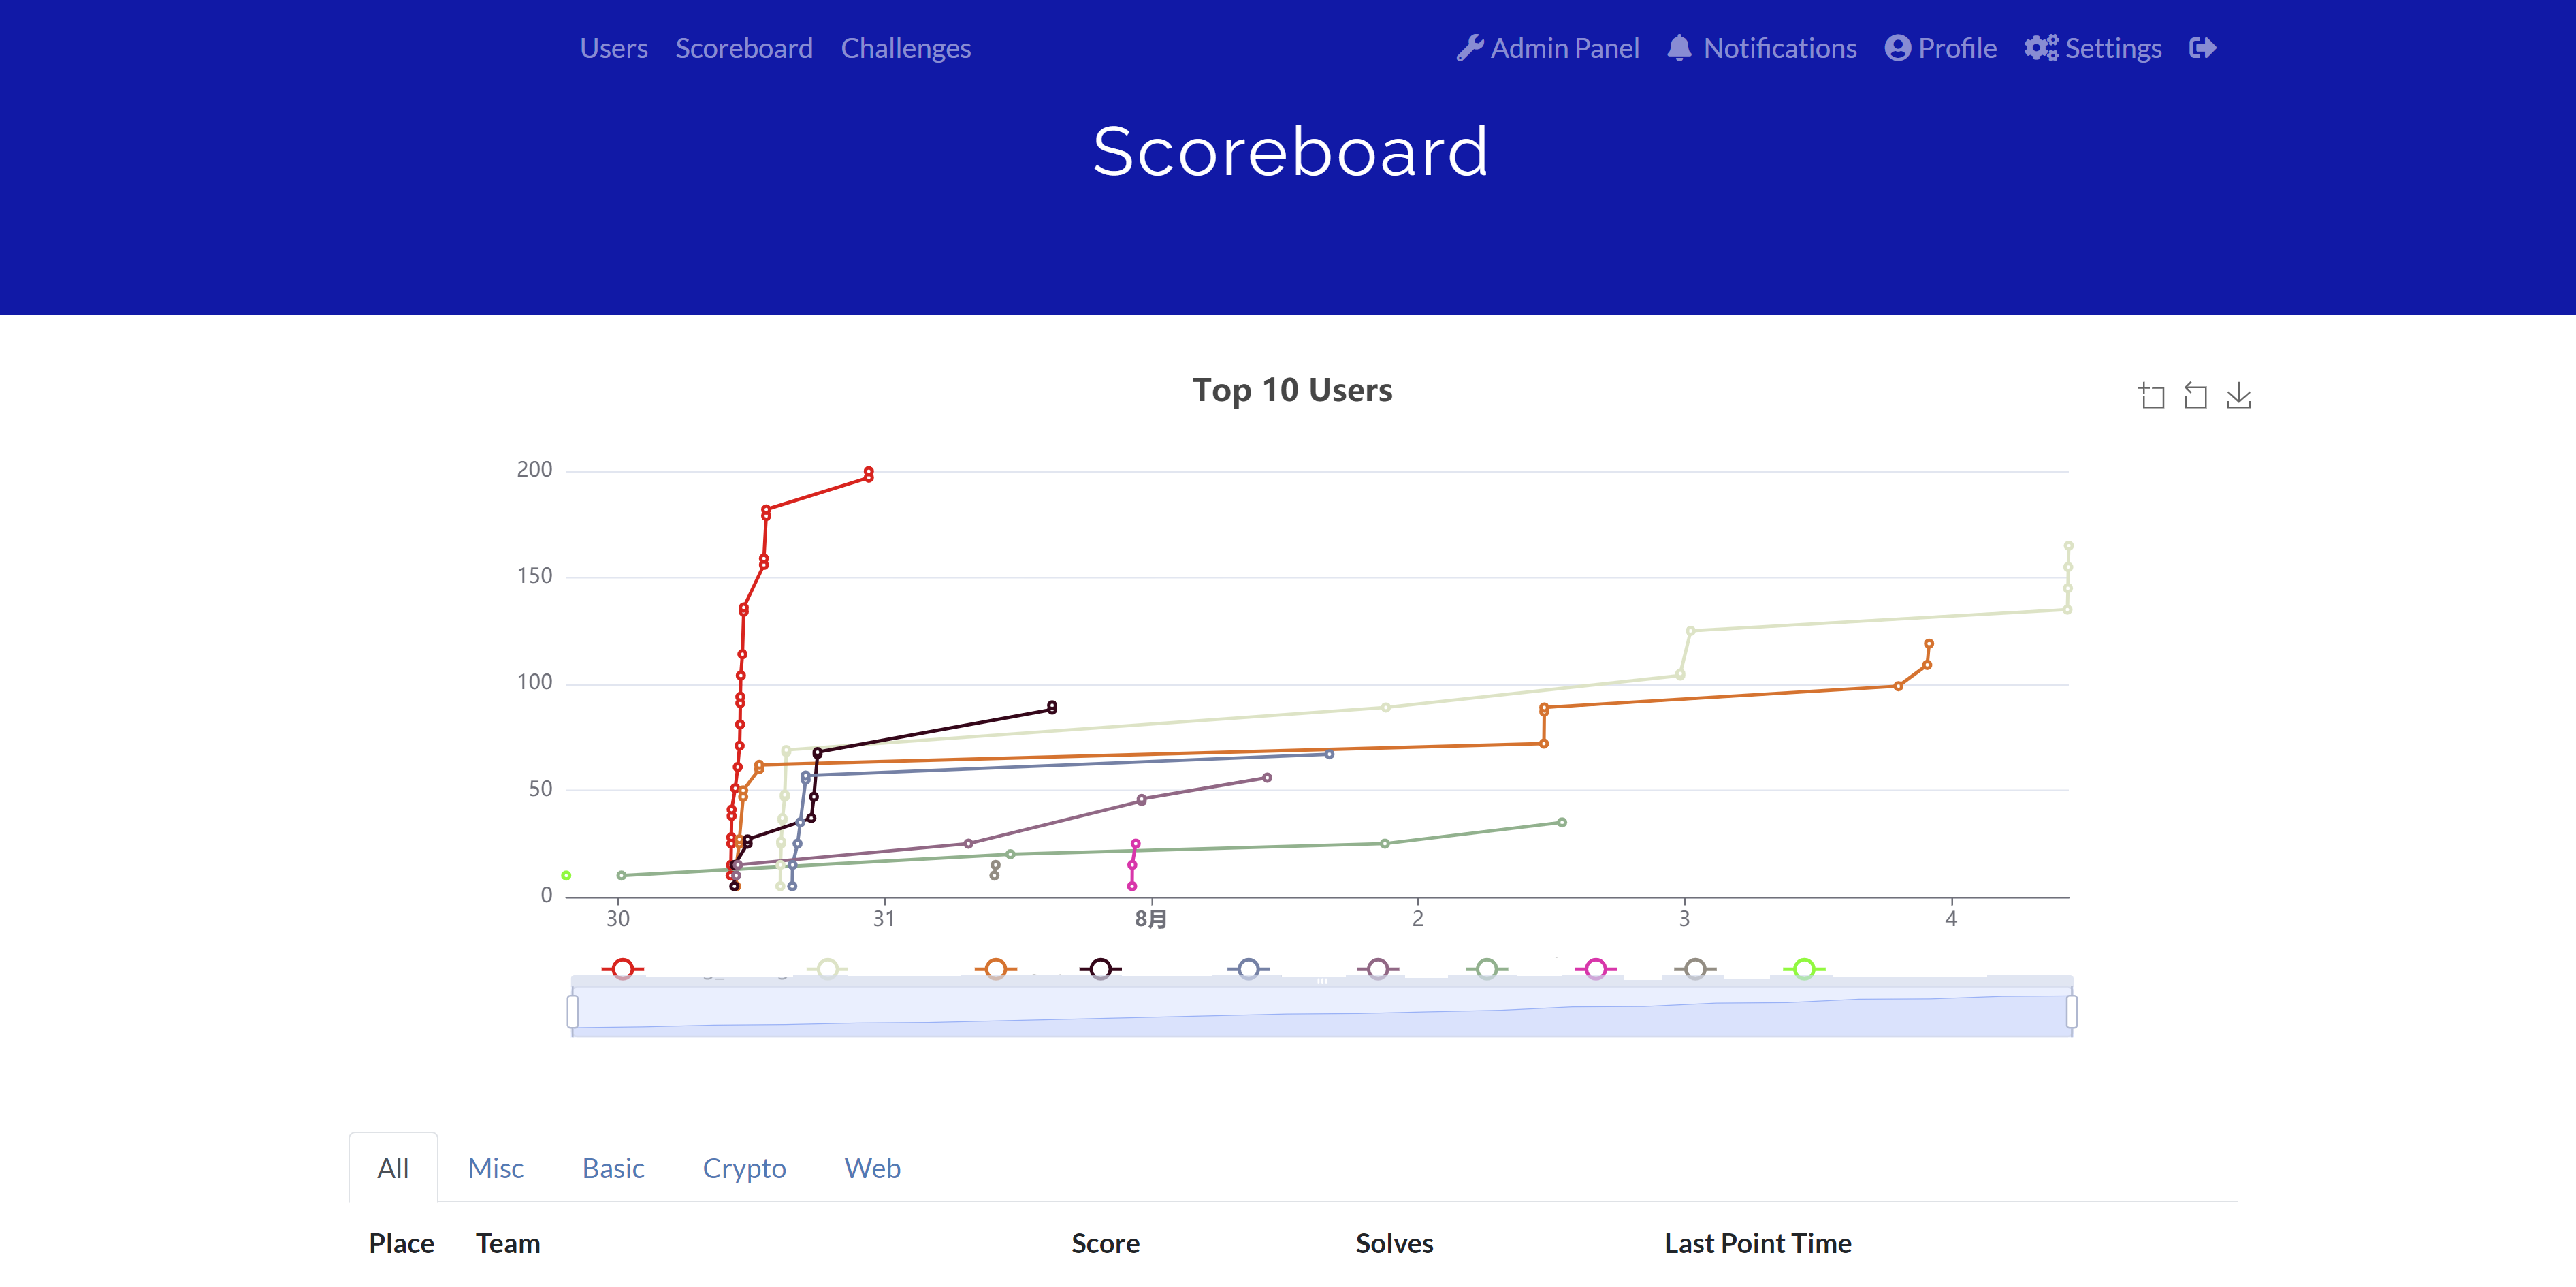 Users Scoreboard Challenges Admin Panel Notifications Profile Settings
Scoreboard
Top 10 Users
200
150
100
50
0
30 31 8月 2 3 4
All Misc Basic Crypto Web
Place Team Score Solves Last Point Time